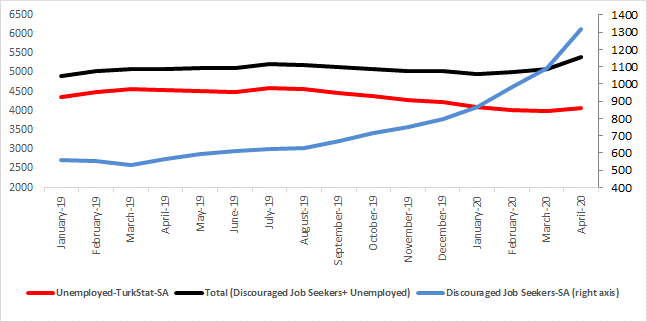 6500
6000
5500
5000
4500
4000
3500
3000
2500
2000
1400
1300
1200
1100
1000
900
800
700
600
500
400
January-19
February-19
March-19
April-19
May-19
June-19
July-19
August-19
September-19
October-19
November-19
December-19
January-20
February-20
March-20
April-20
Unemployed-TurkStat-SA
Total (Discouraged Job Seekers+ Unemployed)
Discouraged Job Seekers-SA (right axis)